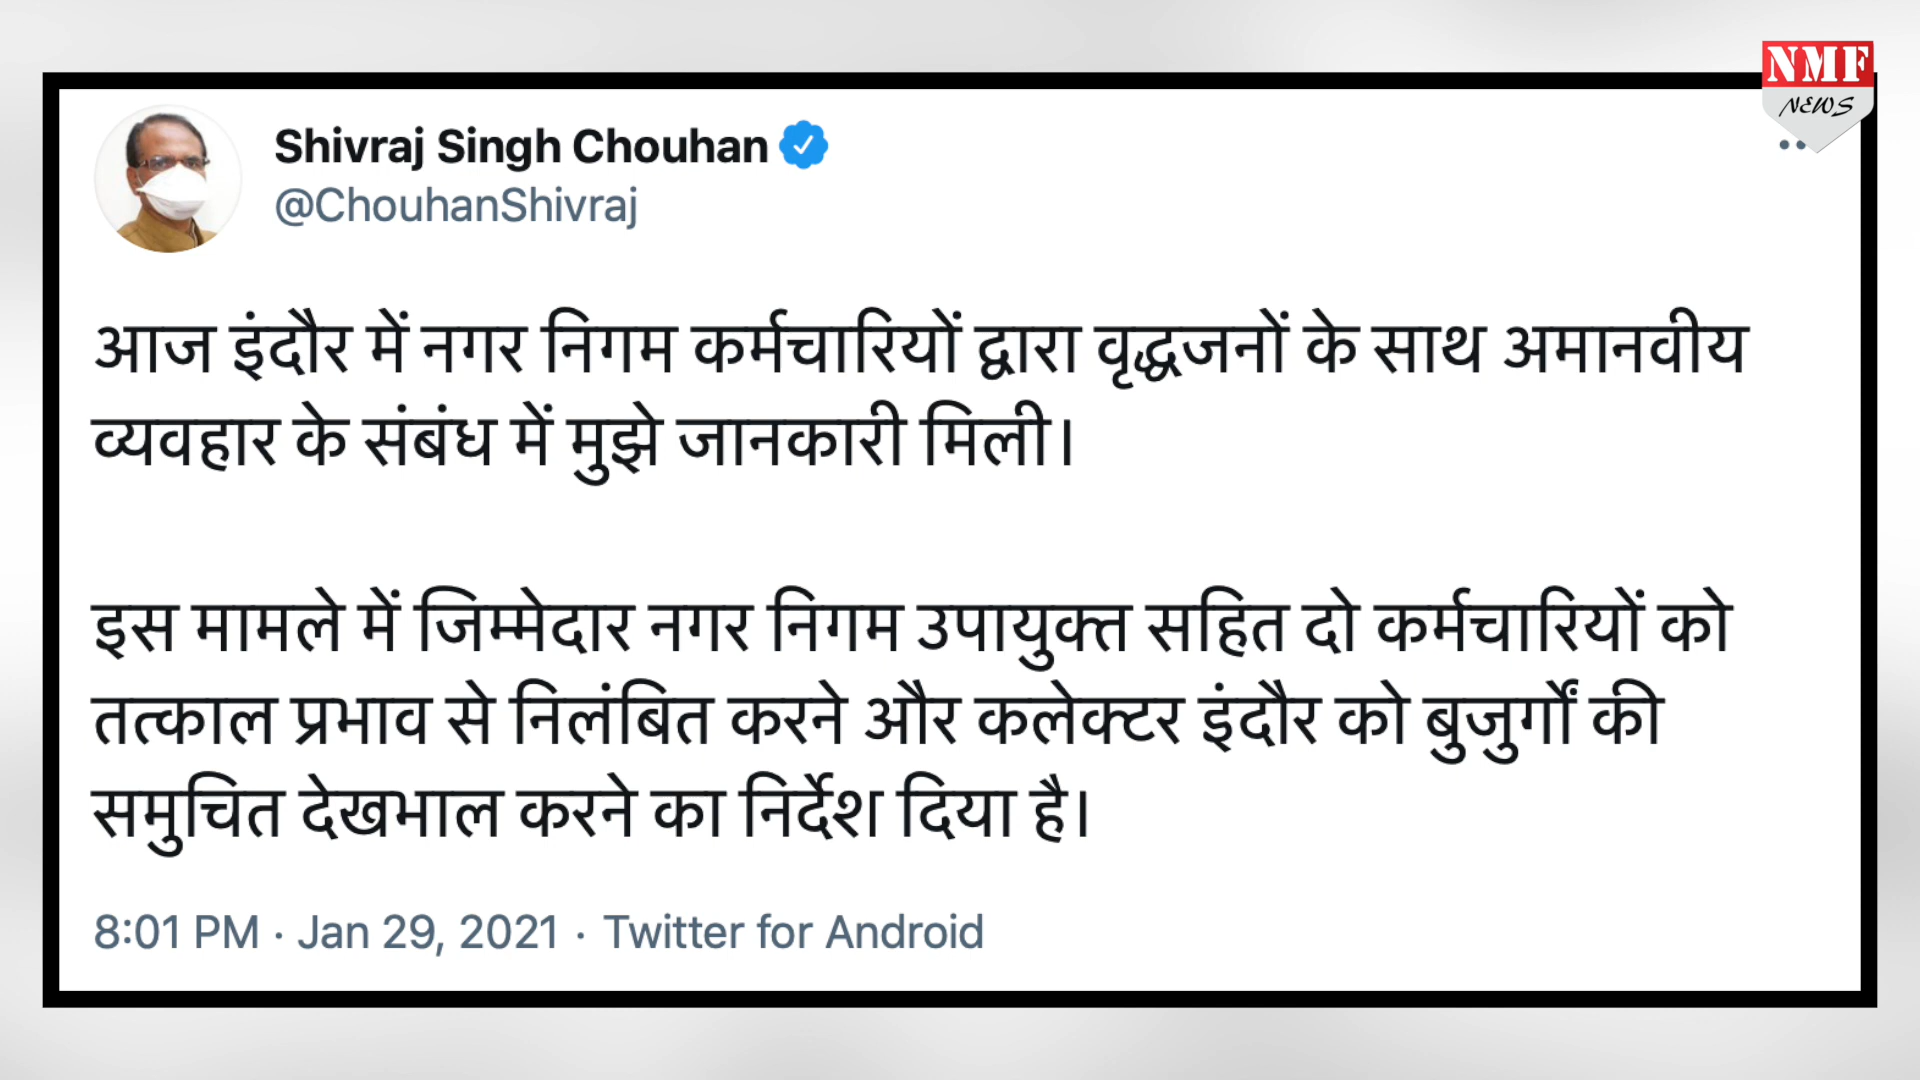 NMF
NEWS
Shivraj Singh Chouhan
@ChouhanShivraj
आज इंदौर में नगर निगम कर्मचारियों द्वारा वृद्धजनों के साथ अमानवीय
व्यवहार के संबंध में मुझे जानकारी मिली।
इस मामले में जिम्मेदार नगर निगम उपायुक्त सहित दो कर्मचारियों को
तत्काल प्रभाव से निलंबित करने और कलेक्टर इंदौर को बुजुर्गों की
समुचित देखभाल करने का निर्देश दिया है।
8:01 PM · Jan 29, 2021 · Twitter for Android